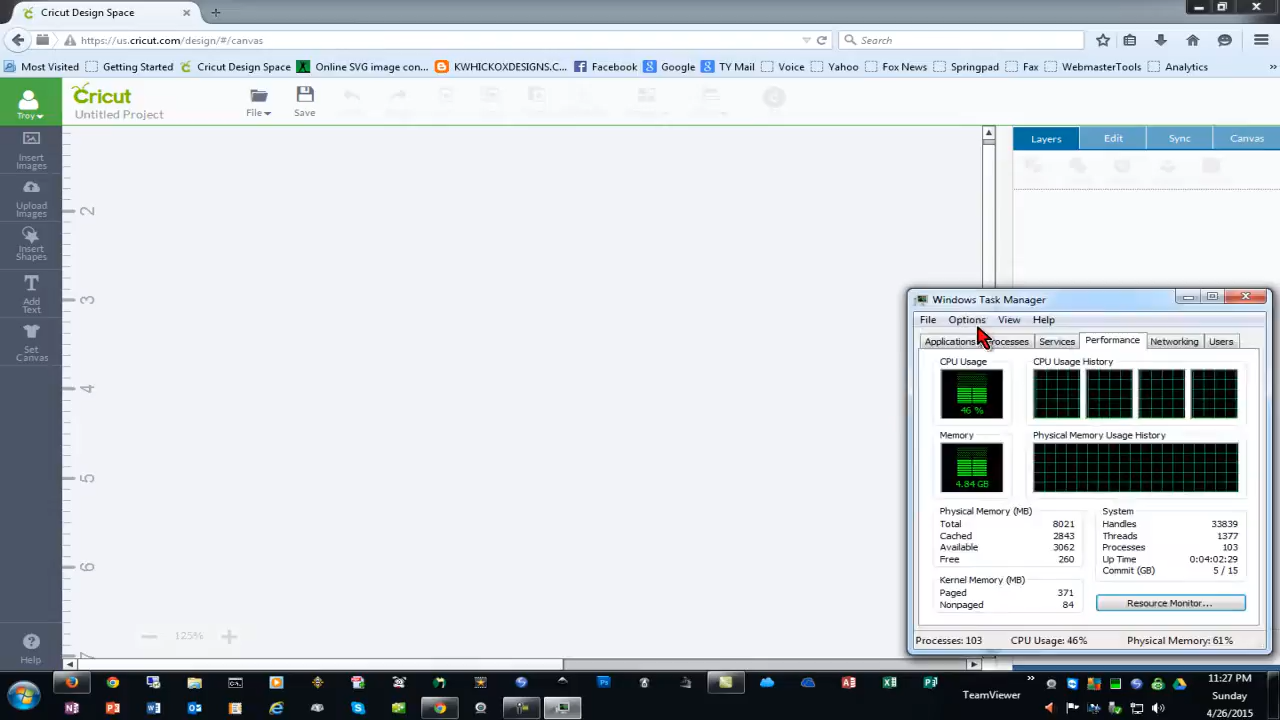 Cricut Design Space
https://us.cricut.com/design/#/canvas
Search
Most Visited
Getting Started
Cricut Design Space
Online SVG image con...
KWHICKOXDESIGNS.C...
Facebook
Google
TY Mail
Voice
Yahoo
Fox News
Springpad
Fax
WebmasterTools
Analytics
Troy
Cricut
Untitled Project
File
Save
Insert
Images
Upload
Images
Insert
Shapes
Add
Text
Set
Canvas
Help
2
3
4
5
6
7
125%
Layers
Edit
Sync
Canvas
Windows Task Manager
File
Options
View
Help
Applications
Processes
Services
Performance
Networking
Users
CPU Usage
46 %
CPU Usage History
Memory
4.84 GB
Physical Memory Usage History
Physical Memory (MB)
Total 8021
Cached 2843
Available 3062
Free 260
Kernel Memory (MB)
Paged 371
Nonpaged 84
System
Handles 33839
Threads 1377
Processes 103
Up Time 0:04:02:29
Commit (GB) 5 / 15
Resource Monitor...
Processes: 103
CPU Usage: 46%
Physical Memory: 61%
TeamViewer
11:27 PM
Sunday
4/26/2015